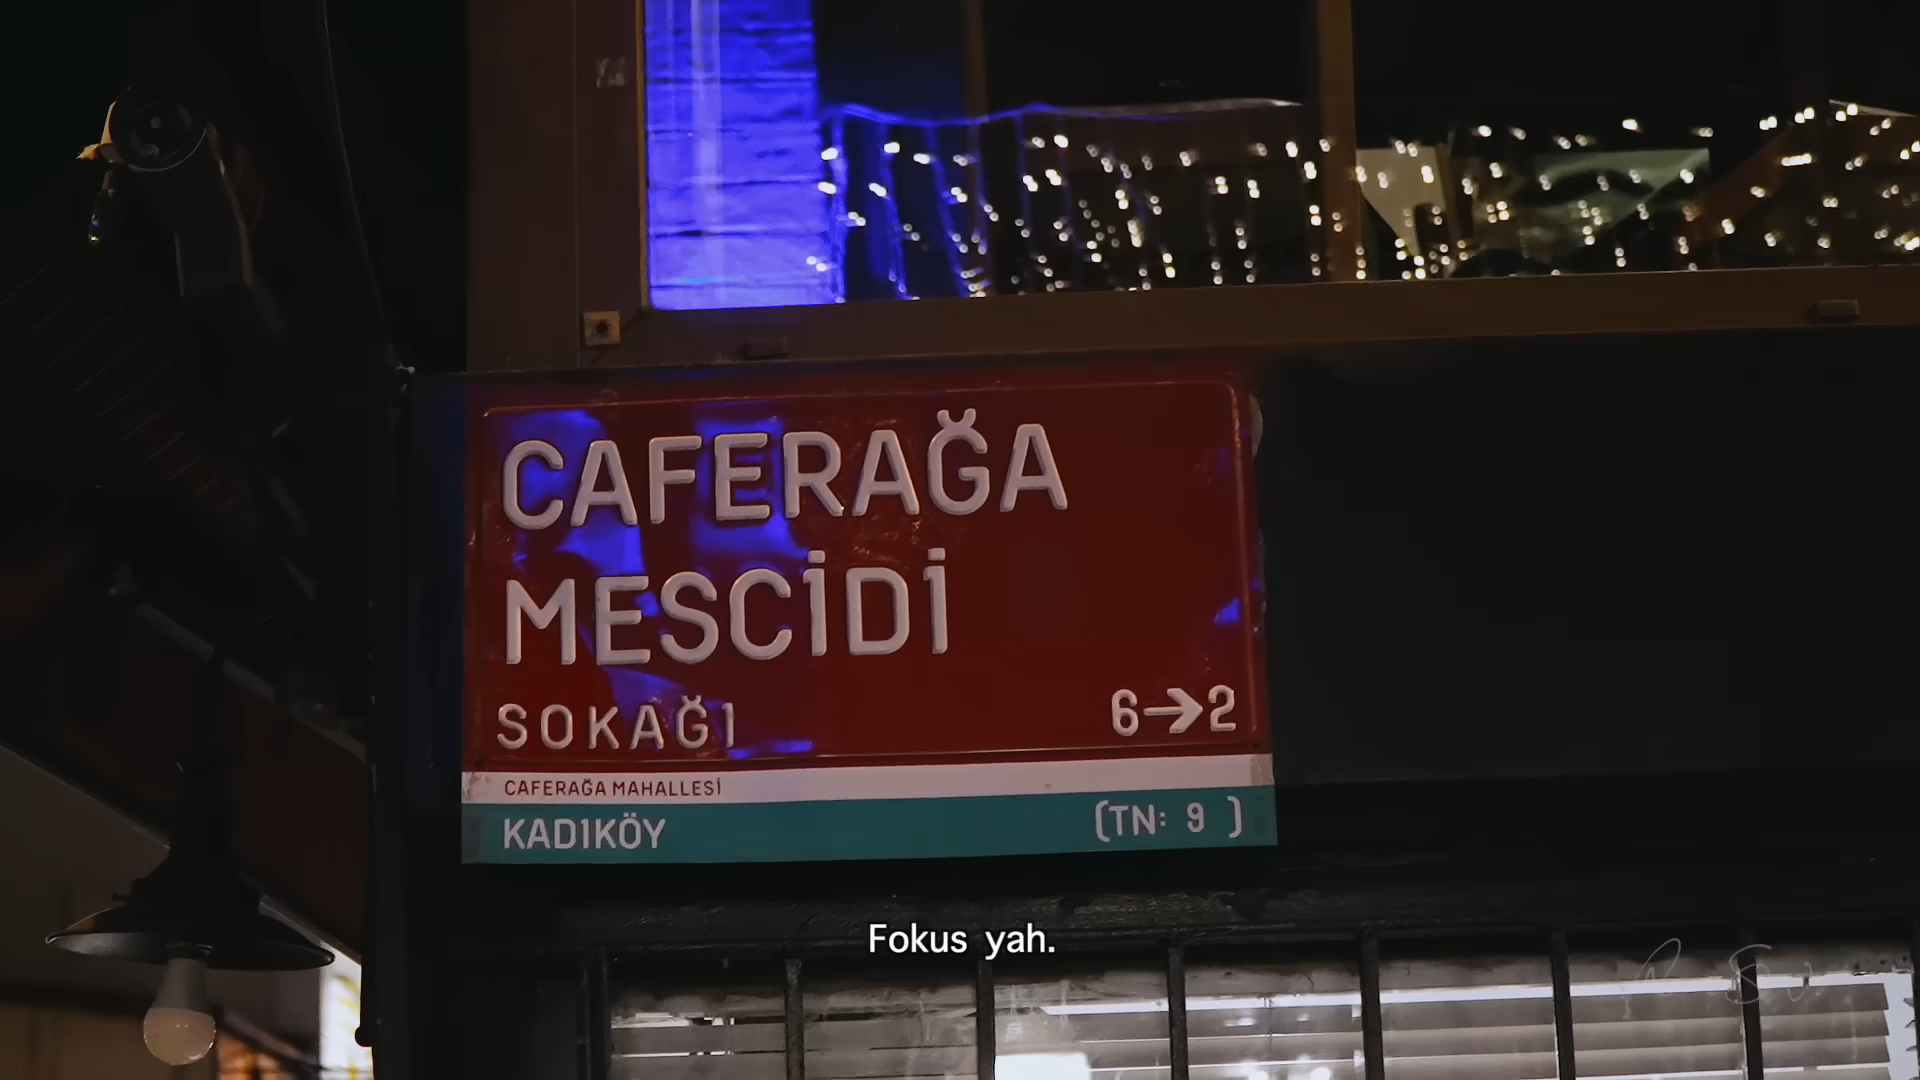 CAFERAĞA
MESCİDİ
SOKAĞI
6→2
CAFERAĞA MAHALLESİ
KADIKÖY
(TN: 9 )
Fokus yah.